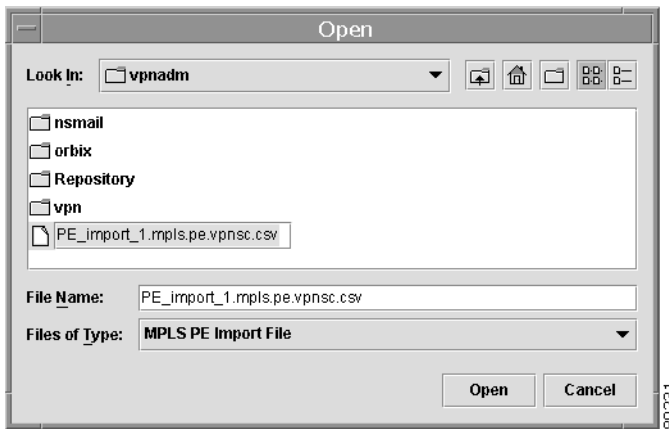 Open
Look In: vpnadm
nsmail
orbix
Repository
vpn
PE_import_1.mpls.pe.vpnsc.csv
File Name: PE_import_1.mpls.pe.vpnsc.csv
Files of Type: MPLS PE Import File
Open Cancel